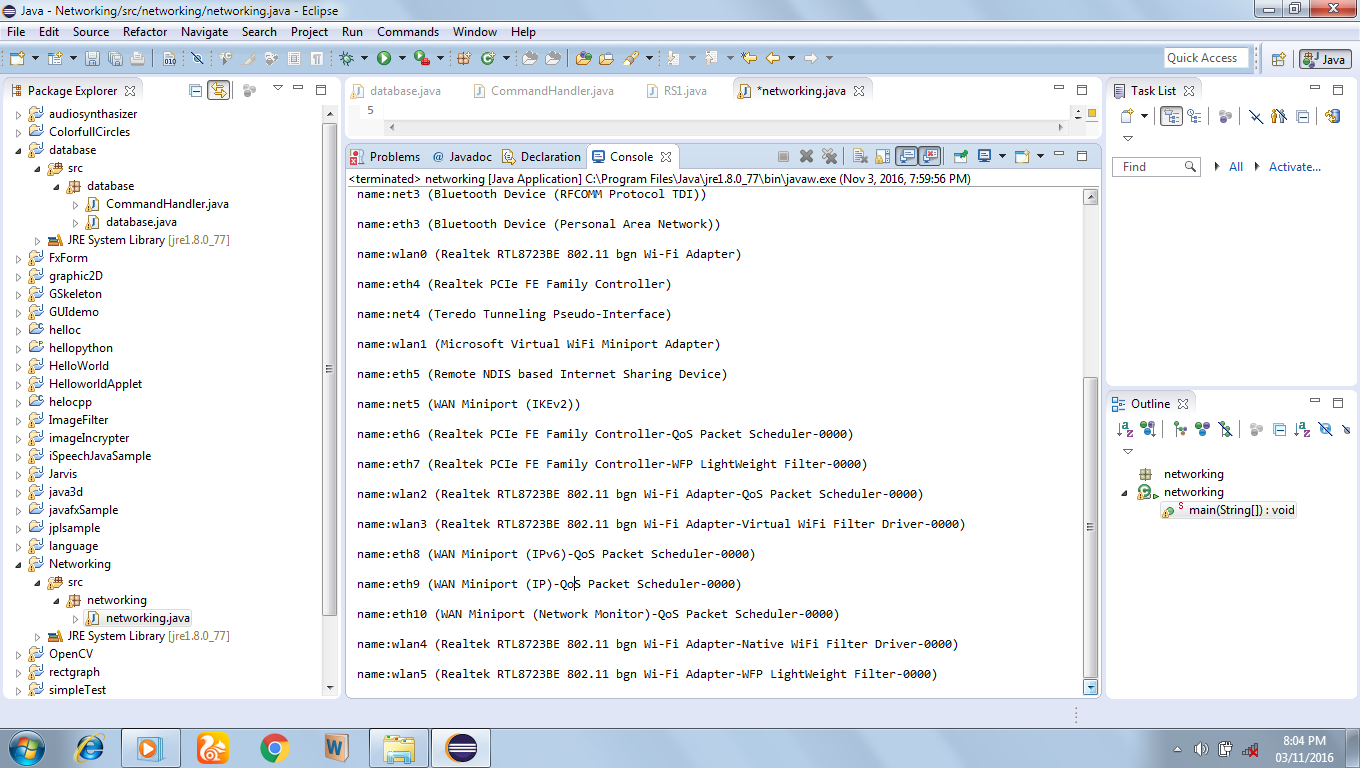 Java - Networking/src/networking/networking.java - Eclipse
File Edit Source Refactor Navigate Search Project Run Commands Window Help
Quick Access
Java
Package Explorer
audiosynthasizer
ColorfullCircles
database
src
database
CommandHandler.java
database.java
JRE System Library [jre1.8.0_77]
FxForm
graphic2D
GSkeleton
GUIdemo
helloc
hellopython
HelloWorld
HelloworldApplet
helocpp
ImageFilter
imageIncrypter
iSpeechJavaSample
Jarvis
java3d
javafxSample
jplsample
language
Networking
src
networking
networking.java
JRE System Library [jre1.8.0_77]
OpenCV
rectgraph
simpleTest
database.java CommandHandler.java RS1.java *networking.java
5
Problems Javadoc Declaration Console
<terminated> networking [Java Application] C:\Program Files\Java\jre1.8.0_77\bin\javaw.exe (Nov 3, 2016, 7:59:56 PM)
name:net3 (Bluetooth Device (RFCOMM Protocol TDI))
name:eth3 (Bluetooth Device (Personal Area Network))
name:wlan0 (Realtek RTL8723BE 802.11 bgn Wi-Fi Adapter)
name:eth4 (Realtek PCIe FE Family Controller)
name:net4 (Teredo Tunneling Pseudo-Interface)
name:wlan1 (Microsoft Virtual WiFi Miniport Adapter)
name:eth5 (Remote NDIS based Internet Sharing Device)
name:net5 (WAN Miniport (IKEv2))
name:eth6 (Realtek PCIe FE Family Controller-QoS Packet Scheduler-0000)
name:eth7 (Realtek PCIe FE Family Controller-WFP LightWeight Filter-0000)
name:wlan2 (Realtek RTL8723BE 802.11 bgn Wi-Fi Adapter-QoS Packet Scheduler-0000)
name:wlan3 (Realtek RTL8723BE 802.11 bgn Wi-Fi Adapter-Virtual WiFi Filter Driver-0000)
name:eth8 (WAN Miniport (IPv6)-QoS Packet Scheduler-0000)
name:eth9 (WAN Miniport (IP)-QoS Packet Scheduler-0000)
name:eth10 (WAN Miniport (Network Monitor)-QoS Packet Scheduler-0000)
name:wlan4 (Realtek RTL8723BE 802.11 bgn Wi-Fi Adapter-Native WiFi Filter Driver-0000)
name:wlan5 (Realtek RTL8723BE 802.11 bgn Wi-Fi Adapter-WFP LightWeight Filter-0000)
Task List
Find All Activate...
Outline
networking
networking
main(String[]) : void
8:04 PM
03/11/2016